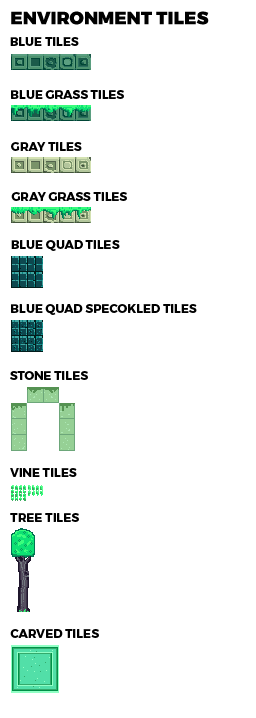 ENVIRONMENT TILES
BLUE TILES
BLUE GRASS TILES
GRAY TILES
GRAY GRASS TILES
BLUE QUAD TILES
BLUE QUAD SPECOKLED TILES
STONE TILES
VINE TILES
TREE TILES
CARVED TILES